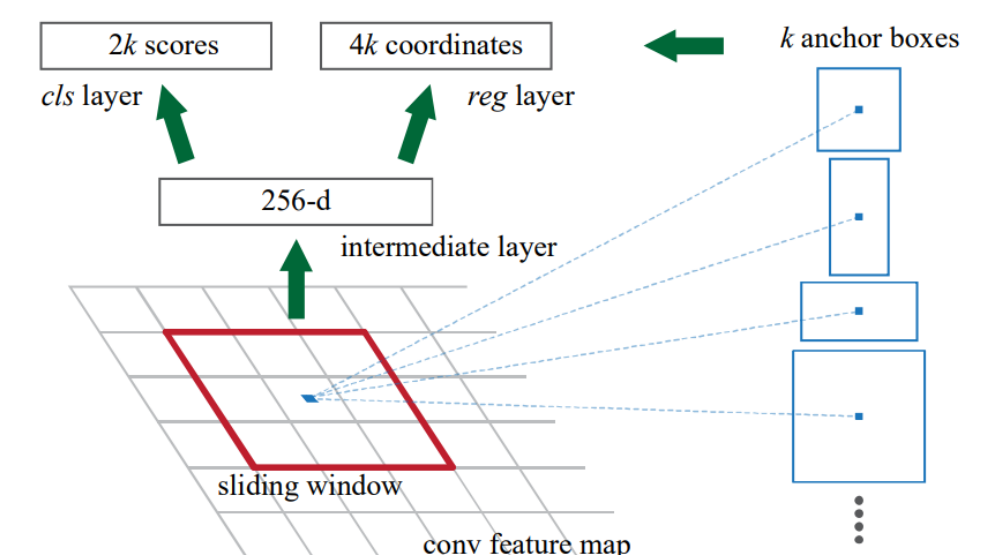 2k scores
4k coordinates
k anchor boxes
cls layer
reg layer
256-d
intermediate layer
sliding window
conv feature map